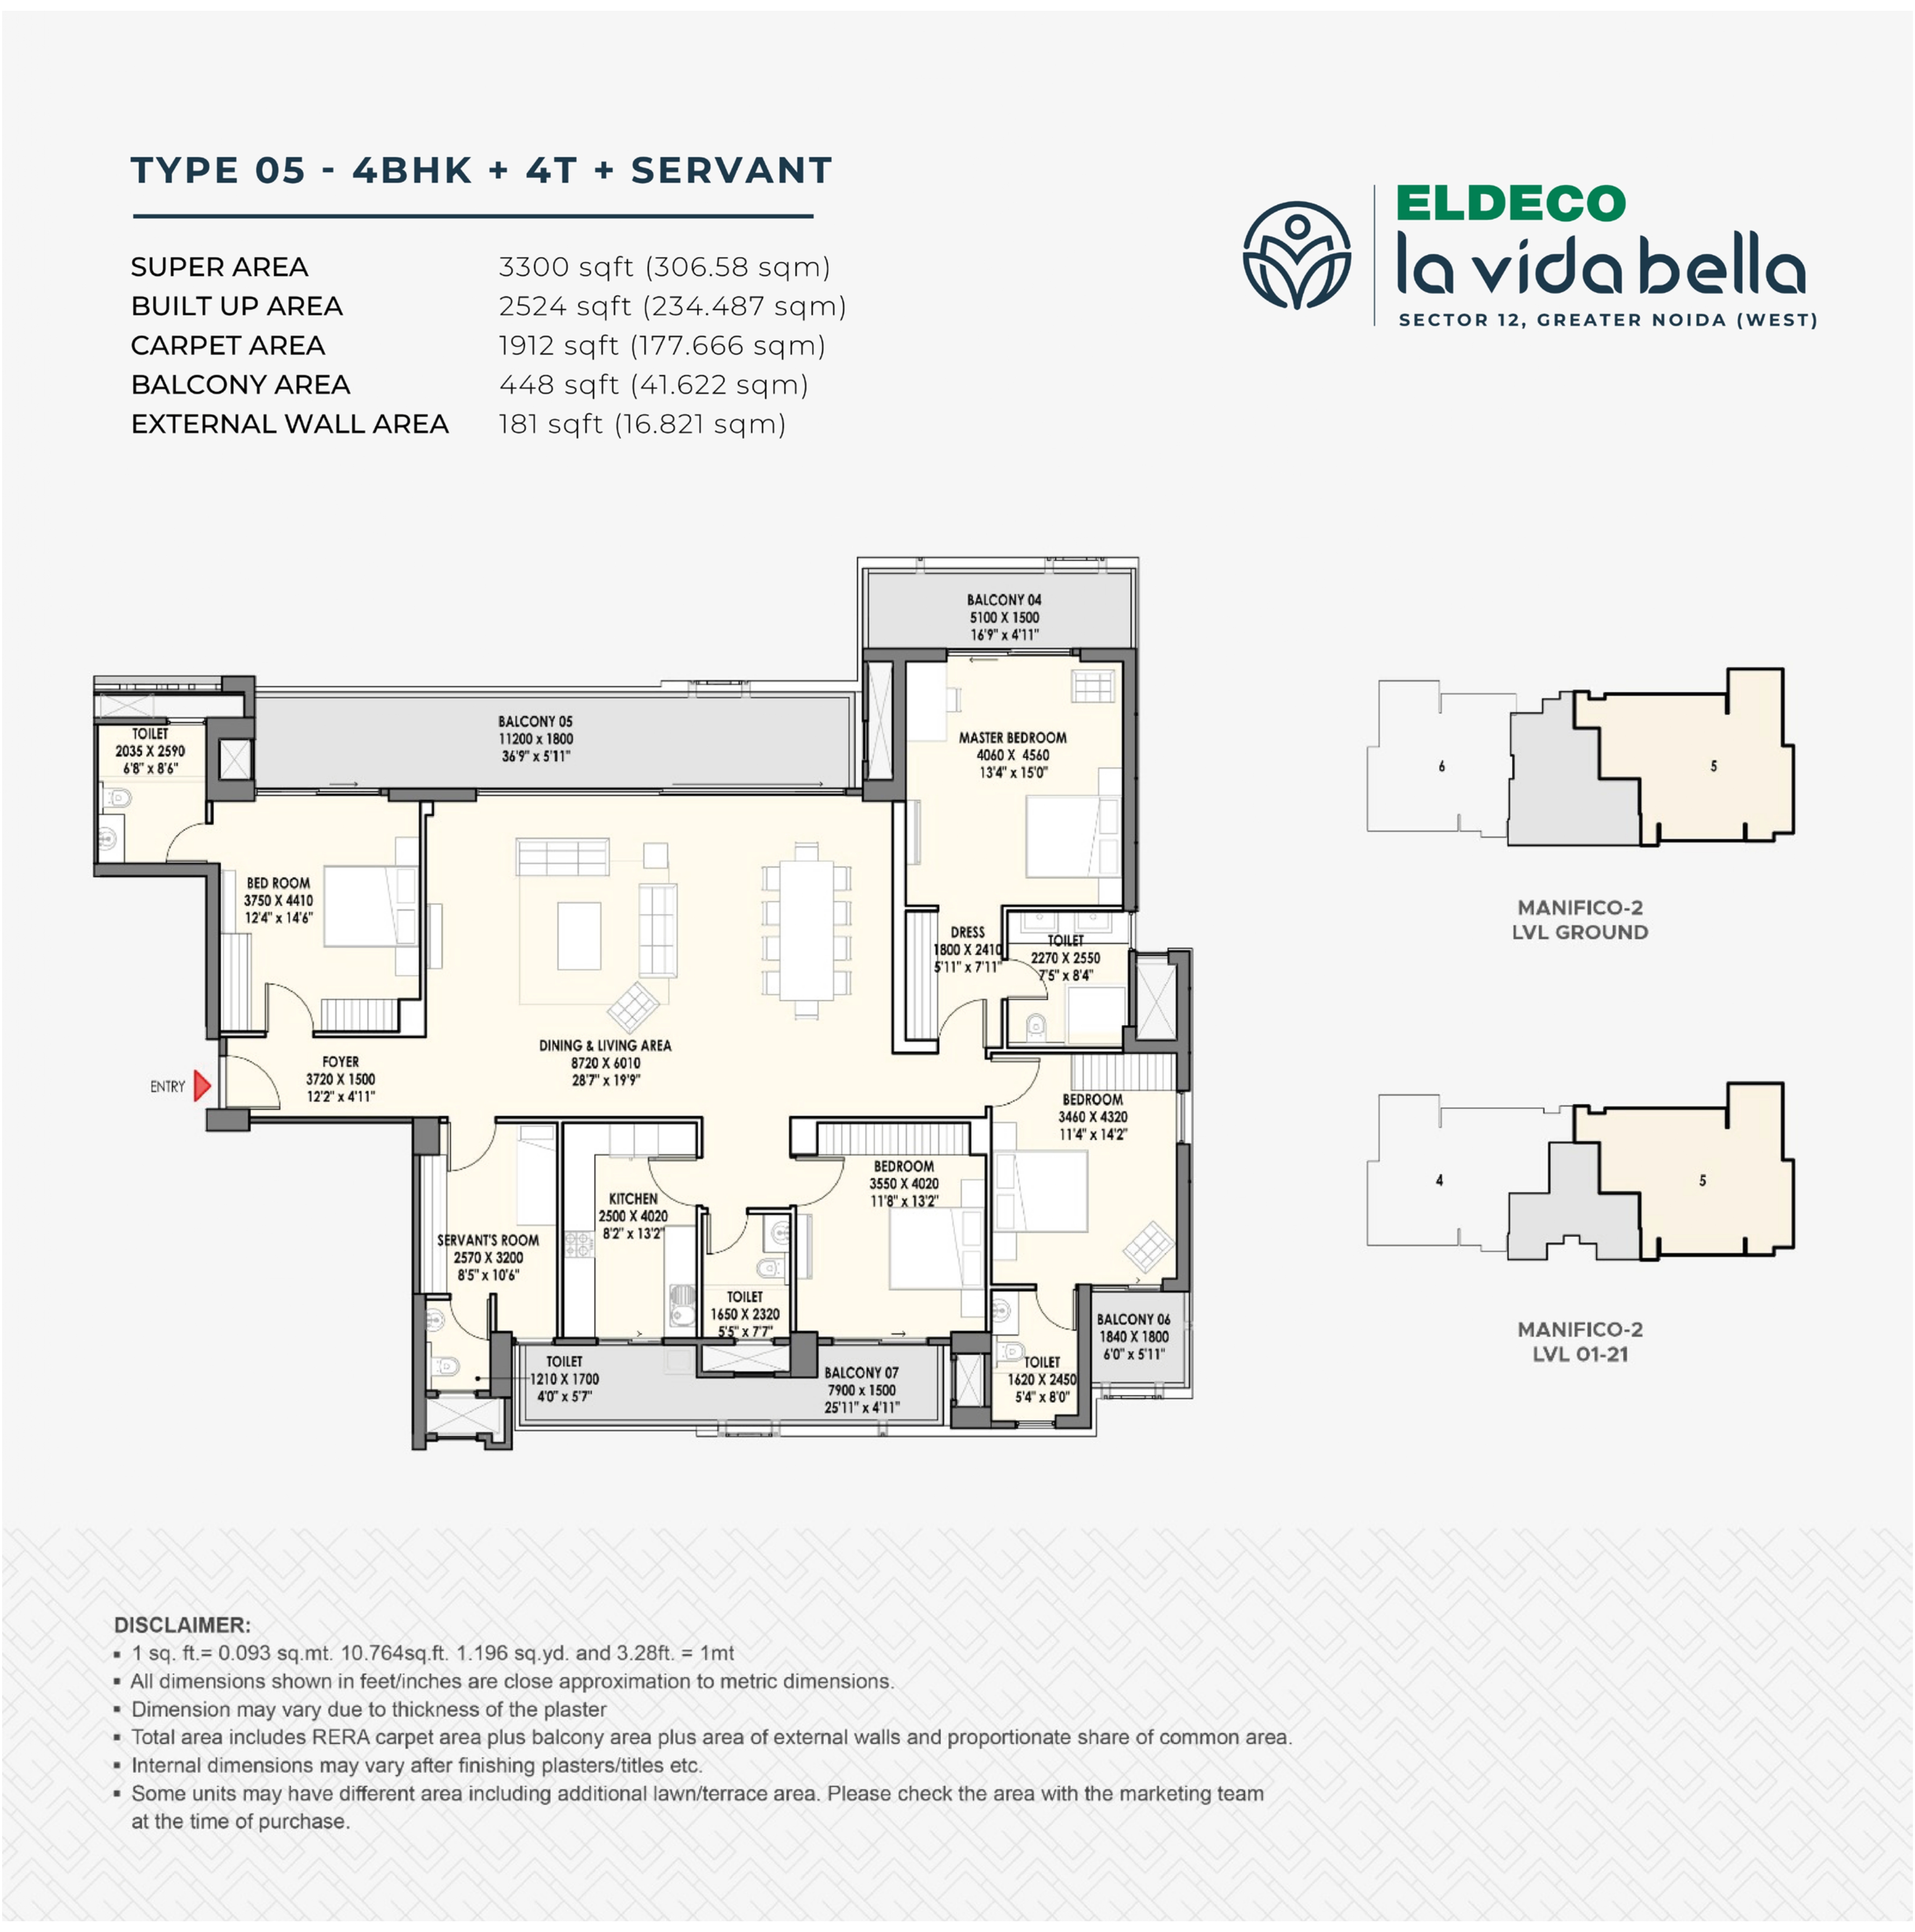 TYPE 05 - 4BHK + 4T + SERVANT
SUPER AREA 3300 sqft (306.58 sqm)
BUILT UP AREA 2524 sqft (234.487 sqm)
CARPET AREA 1912 sqft (177.666 sqm)
BALCONY AREA 448 sqft (41.622 sqm)
EXTERNAL WALL AREA 181 sqft (16.821 sqm)
ELDECO
la vida bella
SECTOR 12, GREATER NOIDA (WEST)
BALCONY 04
5100 X 1500
16'9" x 4'11"
BALCONY 05
11200 x 1800
36'9" x 5'11"
TOILET
2035 X 2590
6'8" x 8'6"
MASTER BEDROOM
4060 X 4560
13'4" x 15'0"
BED ROOM
3750 X 4410
12'4" x 14'6"
DRESS
1800 X 2410
5'11" x 7'11"
TOILET
2270 X 2550
7'5" x 8'4"
DINING & LIVING AREA
8720 X 6010
28'7" x 19'9"
FOYER
3720 X 1500
12'2" x 4'11"
ENTRY
BEDROOM
3460 X 4320
11'4" x 14'2"
BEDROOM
3550 X 4020
11'8" x 13'2"
KITCHEN
2500 X 4020
8'2" x 13'2"
SERVANT'S ROOM
2570 X 3200
8'5" x 10'6"
TOILET
1650 X 2320
5'5" x 7'7"
BALCONY 06
1840 X 1800
6'0" x 5'11"
TOILET
1210 X 1700
4'0" x 5'7"
BALCONY 07
7900 x 1500
25'11" x 4'11"
TOILET
1620 X 2450
5'4" x 8'0"
6
5
MANIFICO-2
LVL GROUND
4
5
MANIFICO-2
LVL 01-21
DISCLAIMER:
▪ 1 sq. ft.= 0.093 sq.mt. 10.764sq.ft. 1.196 sq.yd. and 3.28ft. = 1mt
▪ All dimensions shown in feet/inches are close approximation to metric dimensions.
▪ Dimension may vary due to thickness of the plaster
▪ Total area includes RERA carpet area plus balcony area plus area of external walls and proportionate share of common area.
▪ Internal dimensions may vary after finishing plasters/titles etc.
▪ Some units may have different area including additional lawn/terrace area. Please check the area with the marketing team
at the time of purchase.